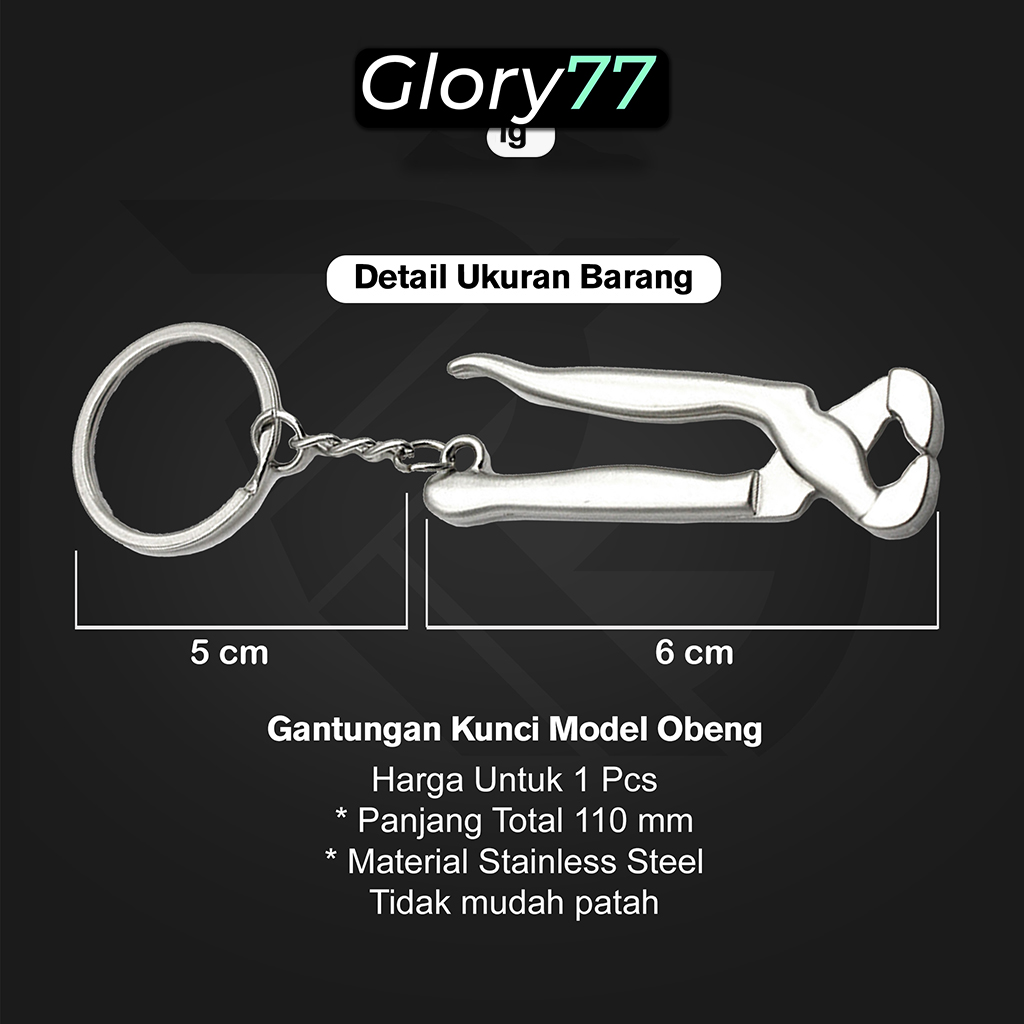 Glory77
Detail Ukuran Barang
5 cm
6 cm
Gantungan Kunci Model Obeng
Harga Untuk 1 Pcs
* Panjang Total 110 mm
* Material Stainless Steel
Tidak mudah patah